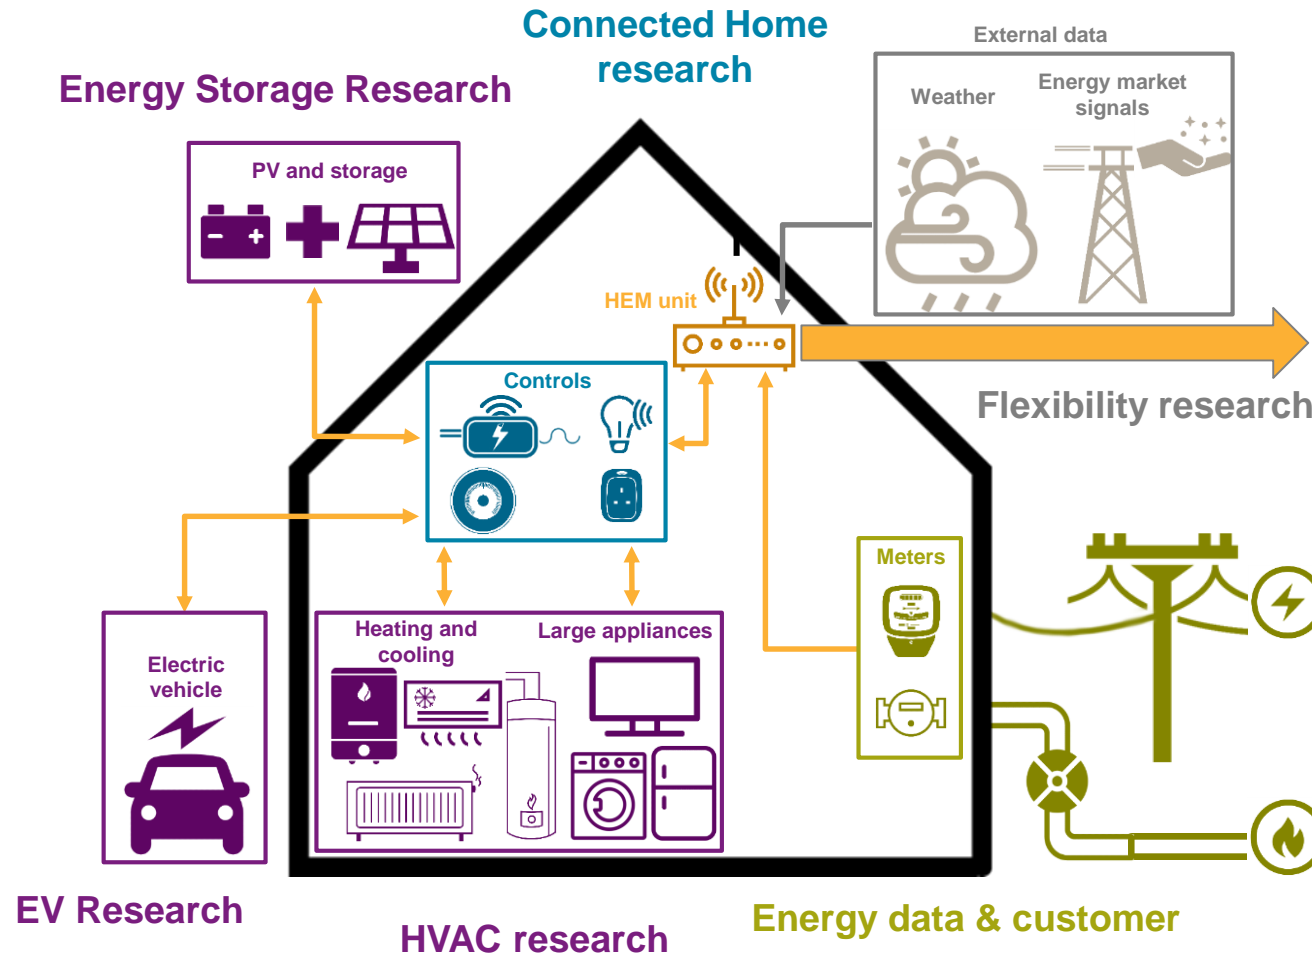 Connected Home
research
External data
Energy Storage Research
Weather
Energy market
signals
PV and storage
HEM unit
Controls
Flexibility research
Meters
Heating and
cooling
Large appliances
Electric
vehicle
EV Research
HVAC research
Energy data & customer